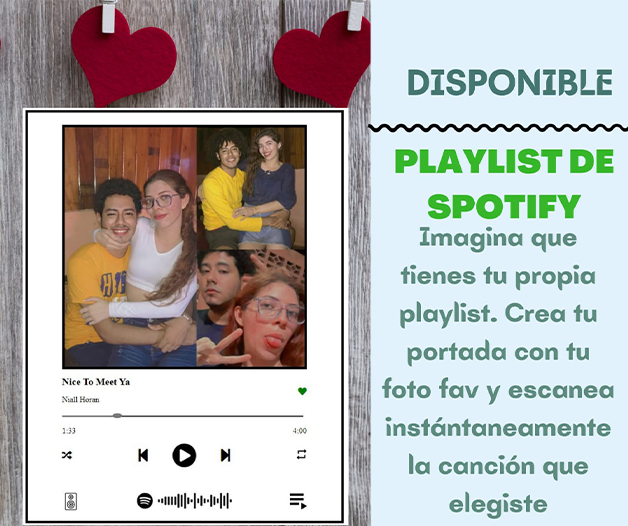 DISPONIBLE
PLAYLIST DE
SPOTIFY
Imagina que
tienes tu propia
playlist. Crea tu
portada con tu
foto fav y escanea
instántaneamente
la canción que
elegiste
Nice To Meet Ya
Niall Horan
1:33
4:00